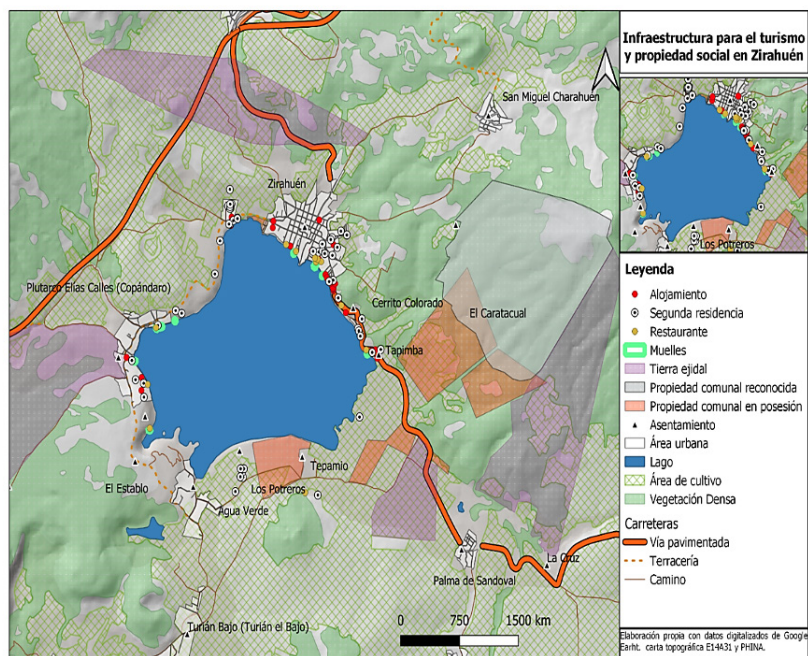 Infraestructura para el turismo
y propiedad social en Zirahuén
San Miguel Charahuen
Zirahuén
Plutarco Elías Calles (Copándaro)
Cerrito Colorado
El Caratacual
Tapimba
Tepamio
El Establo
Los Potreros
Agua Verde
La Cruz
Palma de Sandoval
Turián Bajo (Turián el Bajo)
0 750 1500 km
Los Potreros
Leyenda
Alojamiento
Segunda residencia
Restaurante
Muelles
Tierra ejidal
Propiedad comunal reconocida
Propiedad comunal en posesión
Asentamiento
Área urbana
Lago
Área de cultivo
Vegetación Densa
Carreteras
Vía pavimentada
Terracería
Camino
Elaboración propia con datos digitalizados de Google
Earht. carta topográfica E14A31 y PHINA.